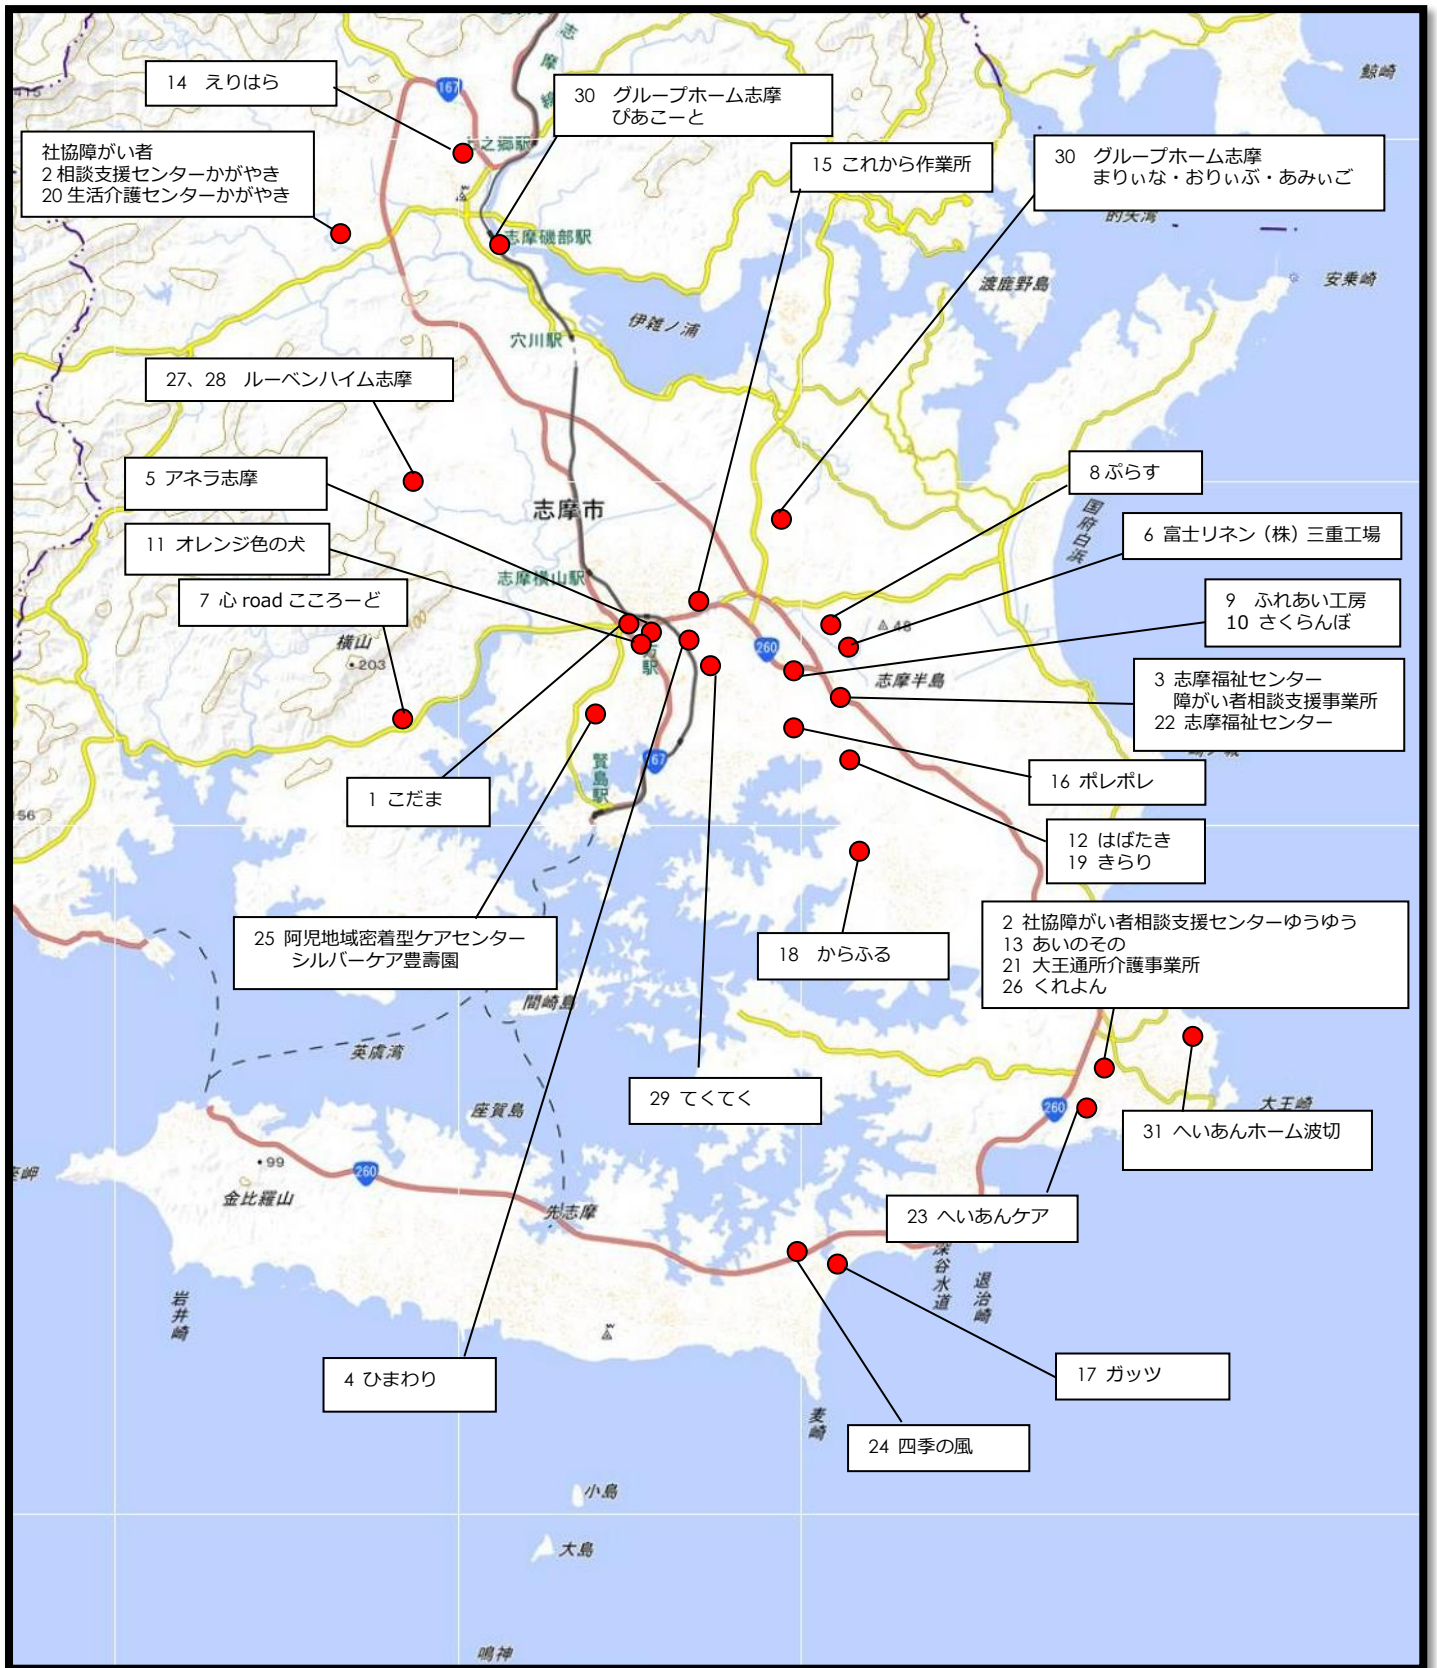 志
摩
線
鯨崎
14 えりはら
167
30 グループホーム志摩
ぴあこーと
之郷駅
社協障がい者
2 相談支援センターかがやき
20 生活介護センターかがやき
15 これから作業所
30 グループホーム志摩
まりぃな・おりぃぶ・あみぃご
的矢湾
志摩磯部駅
渡鹿野島
安乗崎
伊雑ノ浦
穴川駅
27、28 ルーベンハイム志摩
5 アネラ志摩
8 ぷらす
志摩市
国府白浜
11 オレンジ色の犬
6 富士リネン（株）三重工場
志摩横山駅
7 心 road こころーど
100
9 ふれあい工房
10 さくらんぼ
横山
203
48
260
駅
志摩半島
3 志摩福祉センター
障がい者相談支援事業所
22 志摩福祉センター
賢島駅
67
16 ポレポレ
1 こだま
56
12 はばたき
19 きらり
25 阿児地域密着型ケアセンター
シルバーケア豊壽園
18 からふる
2 社協障がい者相談支援センターゆうゆう
13 あいのその
21 大王通所介護事業所
26 くれよん
間崎島
英虞湾
29 てくてく
座賀島
260
大王崎
31 へいあんホーム波切
99
260
岬
金比羅山
先志摩
23 へいあんケア
深谷水道
退治崎
岩井崎
4 ひまわり
17 ガッツ
麦崎
24 四季の風
小島
大島
鳴神